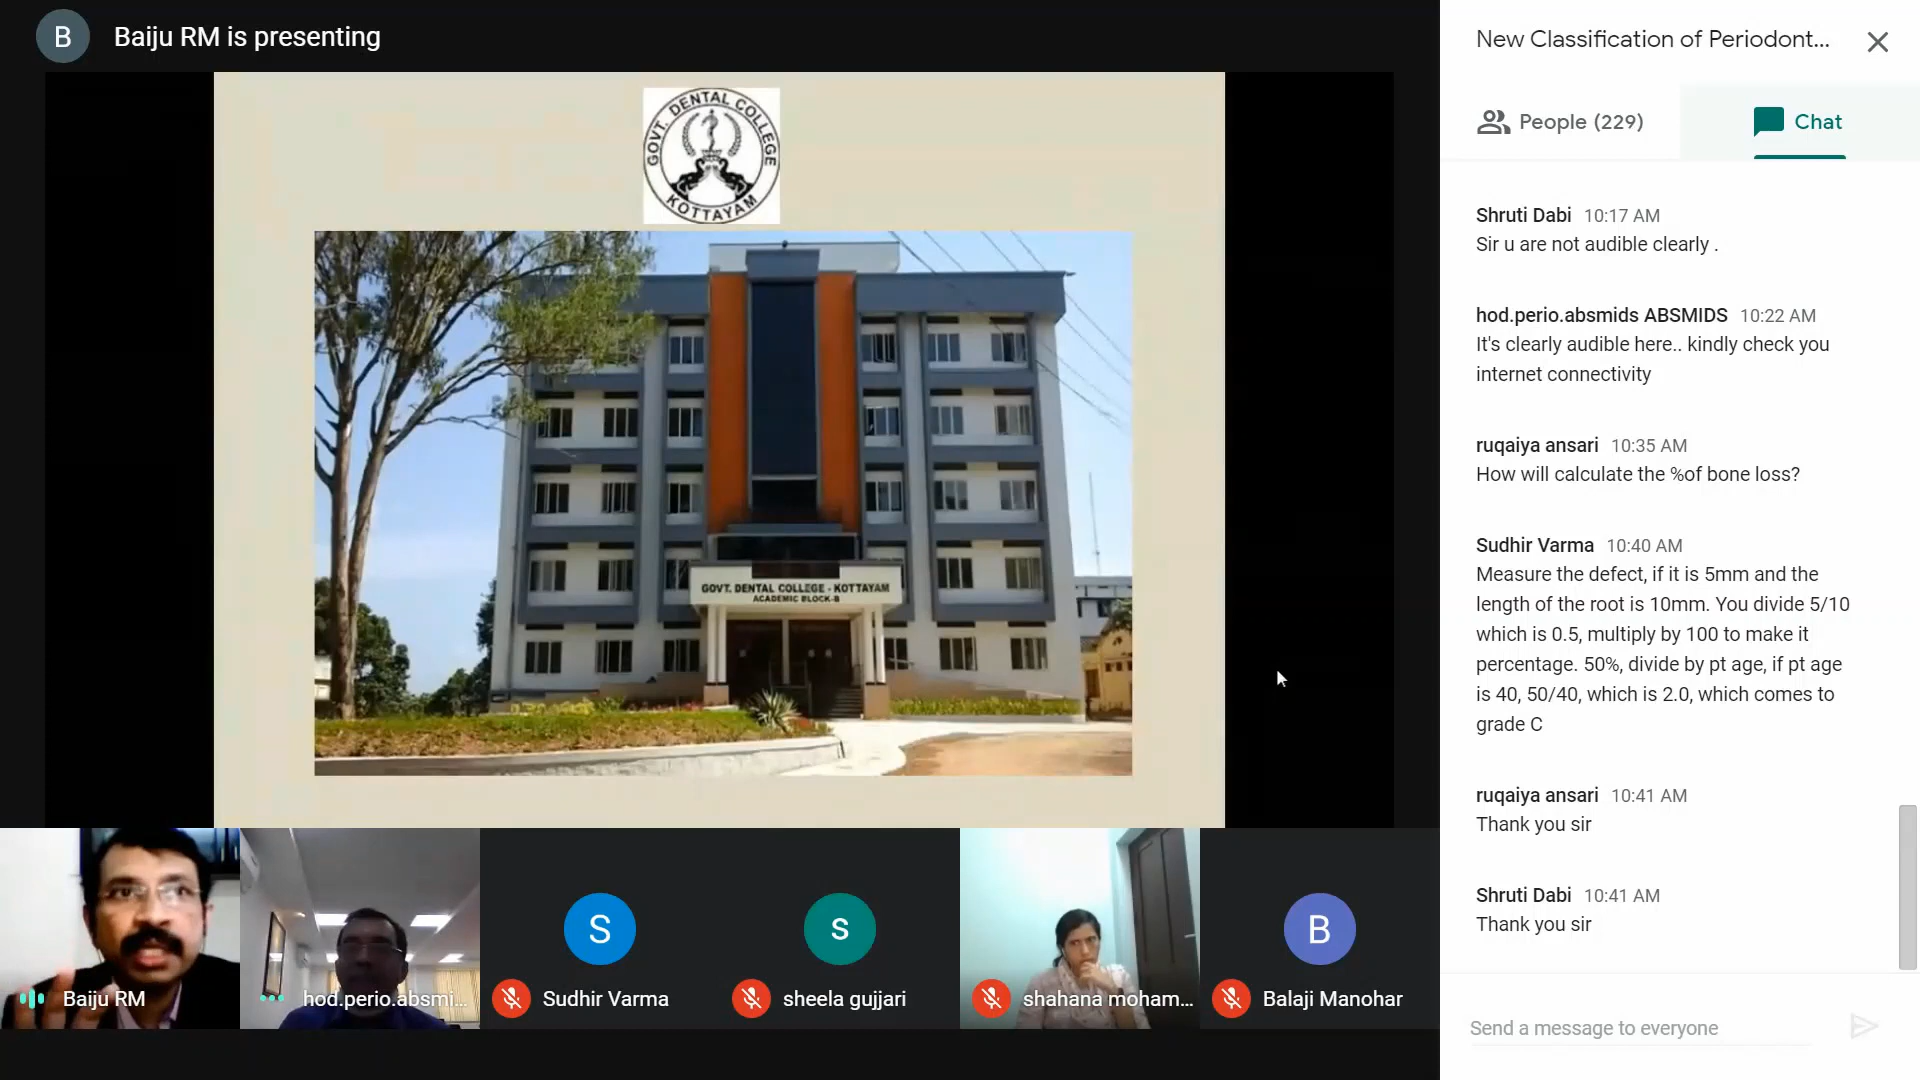 B
Baiju RM is presenting
GOVT. DENTAL COLLEGE
KOTTAYAM
GOVT. DENTAL COLLEGE - KOTTAYAM
ACADEMIC BLOCK-B
Baiju RM
hod.perio.absmi...
S
Sudhir Varma
s
sheela gujjari
shahana moham...
B
Balaji Manohar
New Classification of Periodont...
People (229)
Chat
Shruti Dabi 10:17 AM
Sir u are not audible clearly .
hod.perio.absmids ABSMIDS 10:22 AM
It's clearly audible here.. kindly check you
internet connectivity
ruqaiya ansari 10:35 AM
How will calculate the %of bone loss?
Sudhir Varma 10:40 AM
Measure the defect, if it is 5mm and the
length of the root is 10mm. You divide 5/10
which is 0.5, multiply by 100 to make it
percentage. 50%, divide by pt age, if pt age
is 40, 50/40, which is 2.0, which comes to
grade C
ruqaiya ansari 10:41 AM
Thank you sir
Shruti Dabi 10:41 AM
Thank you sir
Send a message to everyone